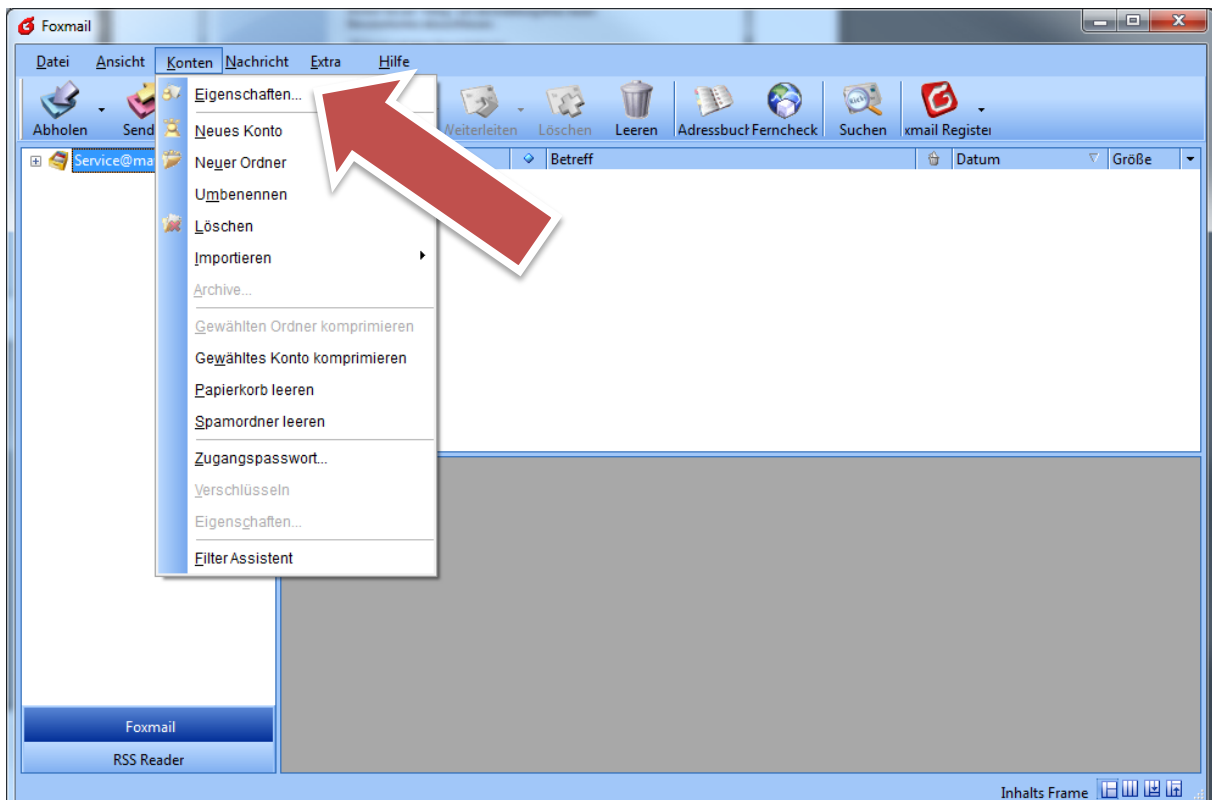 Foxmail
Datei Ansicht Konten Nachricht Extra Hilfe
Abholen Send Weiterleiten Löschen Leeren Adressbuch Ferncheck Suchen xmail Register
Service@ma Betreff Datum Größe
Eigenschaften...
Neues Konto
Neuer Ordner
Umbenennen
Löschen
Importieren
Archive...
Gewählten Ordner komprimieren
Gewähltes Konto komprimieren
Papierkorb leeren
Spamordner leeren
Zugangspasswort...
Verschlüsseln
Eigenschaften...
Filter Assistent
Foxmail
RSS Reader
Inhalts Frame